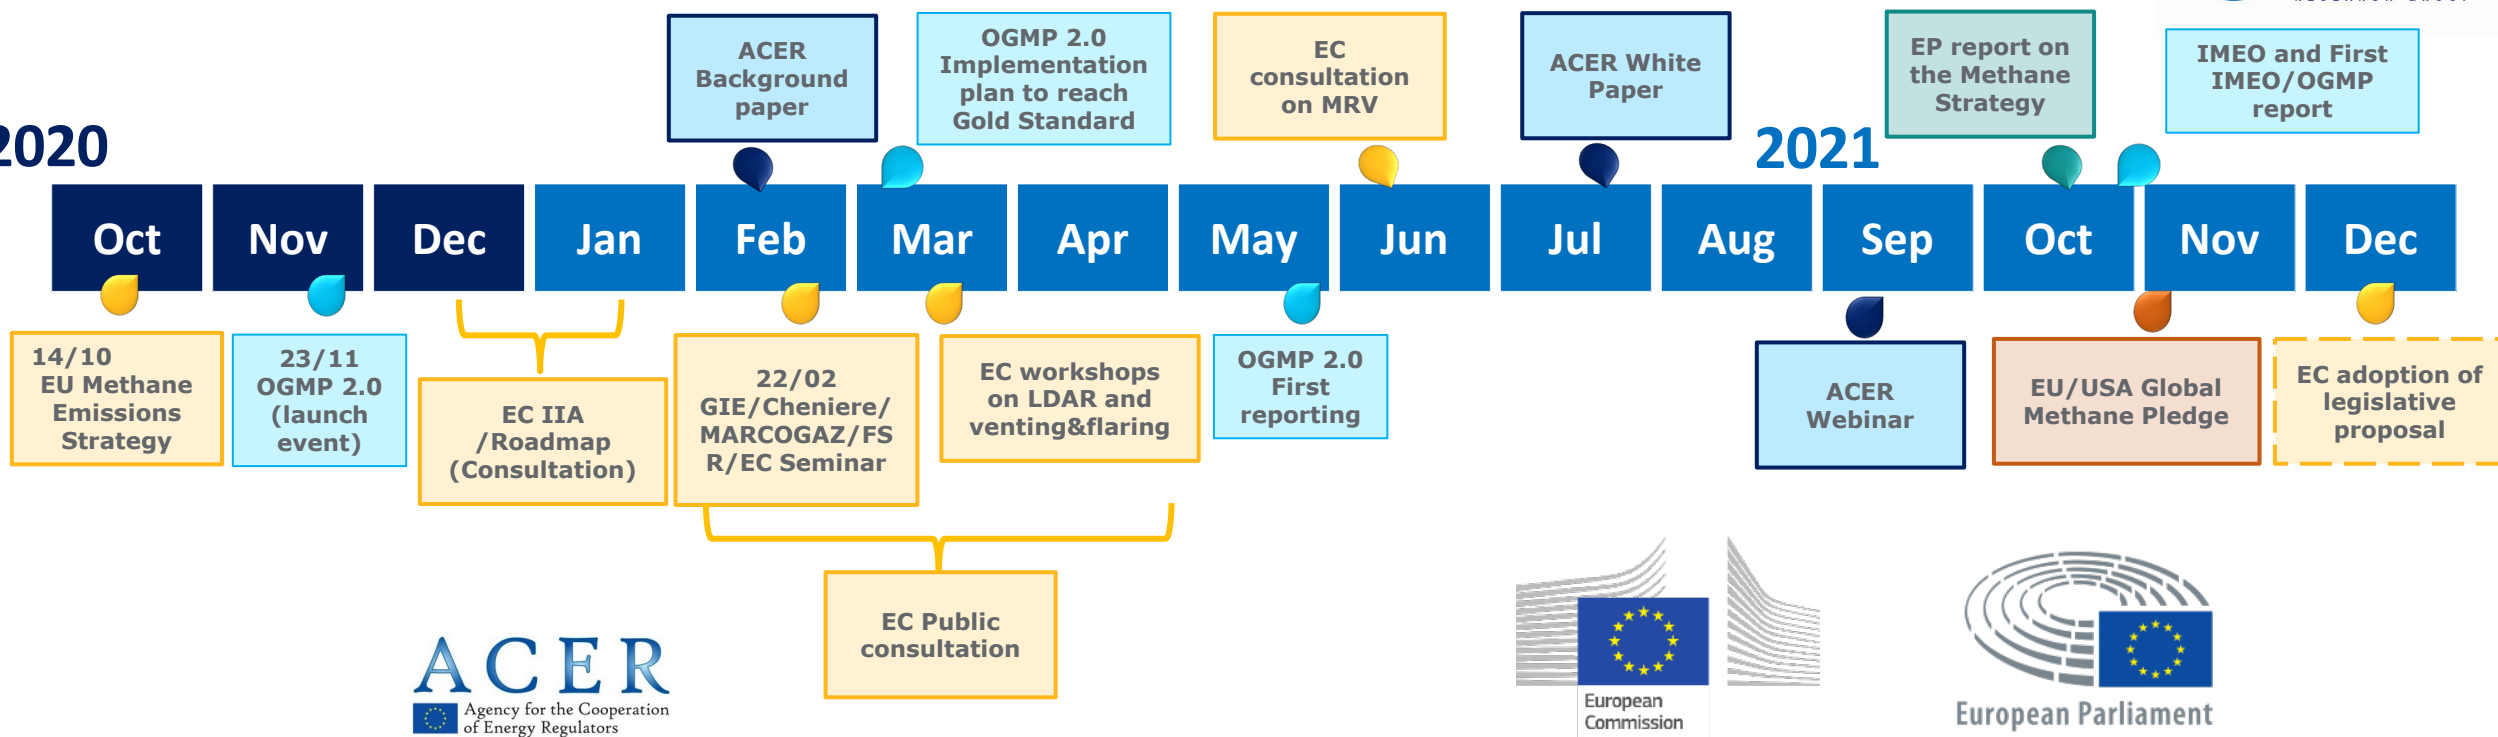 ACER
Background
paper
OGMP 2.0
Implementation
plan to reach
Gold Standard
EC
consultation
on MRV
ACER White
Paper
EP report on
the Methane
Strategy
IMEO and First
IMEO/OGMP
report
2020
2021
Oct
Nov
Dec
Jan
Feb
Mar
Apr
May
Jun
Jul
Aug
Sep
Oct
Nov
Dec
14/10
EU Methane
Emissions
Strategy
23/11
OGMP 2.0
(launch
event)
EC IIA
/Roadmap
(Consultation)
22/02
GIE/Cheniere/
MARCOGAZ/FS
R/EC Seminar
EC workshops
on LDAR and
venting&flaring
OGMP 2.0
First
reporting
ACER
Webinar
EU/USA Global
Methane Pledge
EC adoption of
legislative
proposal
EC Public
consultation
ACER
Agency for the Cooperation
of Energy Regulators
European
Commission
European Parliament